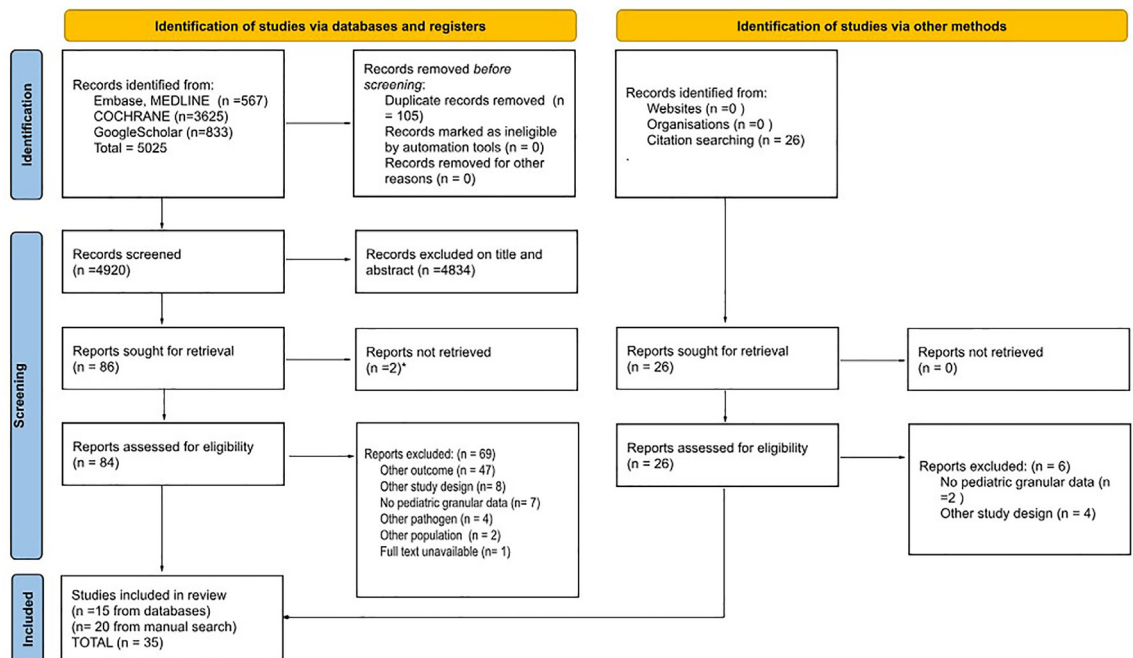 Identification of studies via databases and registers
Identification of studies via other methods
Identification
Records identified from:
Embase, MEDLINE (n =567)
COCHRANE (n=3625)
GoogleScholar (n=833)
Total = 5025
Records removed before
screening:
Duplicate records removed (n
= 105)
Records marked as ineligible
by automation tools (n = 0)
Records removed for other
reasons (n = 0)
Records identified from:
Websites (n =0 )
Organisations (n =0 )
Citation searching (n = 26)
.
Screening
Records screened
(n =4920)
Records excluded on title and
abstract (n =4834)
Reports sought for retrieval
(n = 86)
Reports not retrieved
(n =2)*
Reports sought for retrieval
(n = 26)
Reports not retrieved
(n = 0)
Reports assessed for eligibility
(n = 84)
Reports excluded: (n = 69)
Other outcome (n = 47)
Other study design (n= 8)
No pediatric granular data (n= 7)
Other pathogen (n = 4)
Other population (n = 2)
Full text unavailable (n= 1)
Reports assessed for eligibility
(n = 26)
Reports excluded: (n = 6)
No pediatric granular data (n
=2 )
Other study design (n = 4)
Included
Studies included in review
(n =15 from databases)
(n= 20 from manual search)
TOTAL (n = 35)